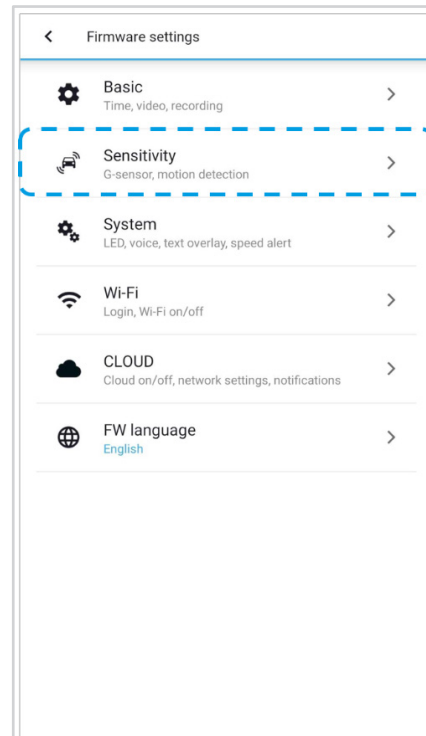 Firmware settings
Basic
Time, video, recording
Sensitivity
G-sensor, motion detection
System
LED, voice, text overlay, speed alert
Wi-Fi
Login, Wi-Fi on/off
CLOUD
Cloud on/off, network settings, notifications
FW language
English